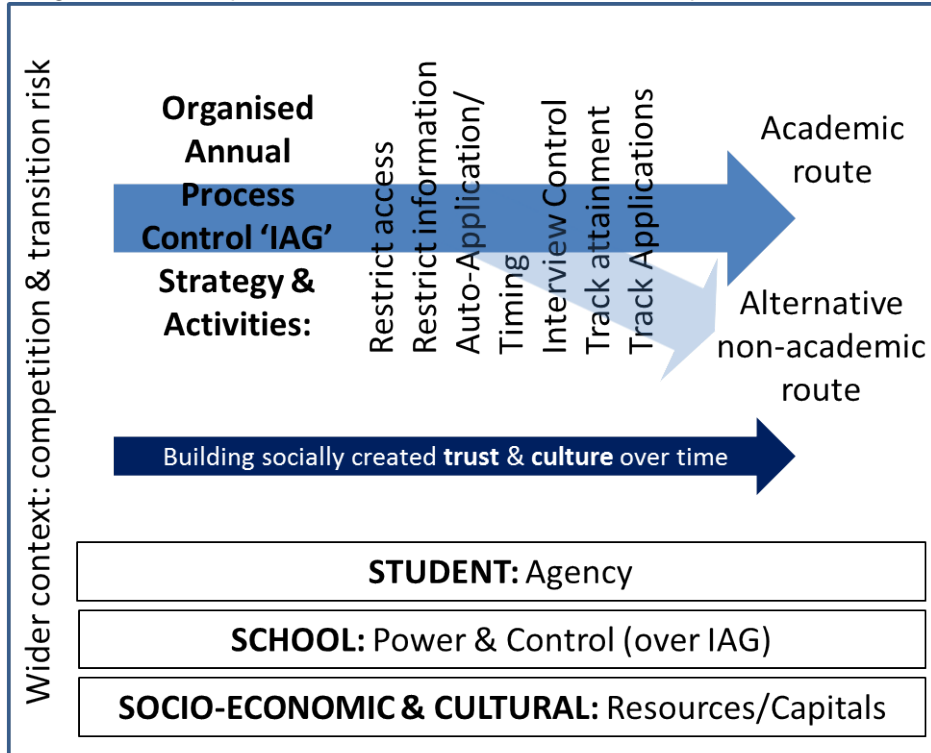 Wider context: competition & transition risk
Organised
Annual
Process
Control ‘IAG’
Strategy &
Activities:
Restrict access
Restrict information
Auto-Application/
Timing
Interview Control
Track attainment
Track Applications
Academic
route
Alternative
non-academic
route
Building socially created trust & culture over time
STUDENT: Agency
SCHOOL: Power & Control (over IAG)
SOCIO-ECONOMIC & CULTURAL: Resources/Capitals